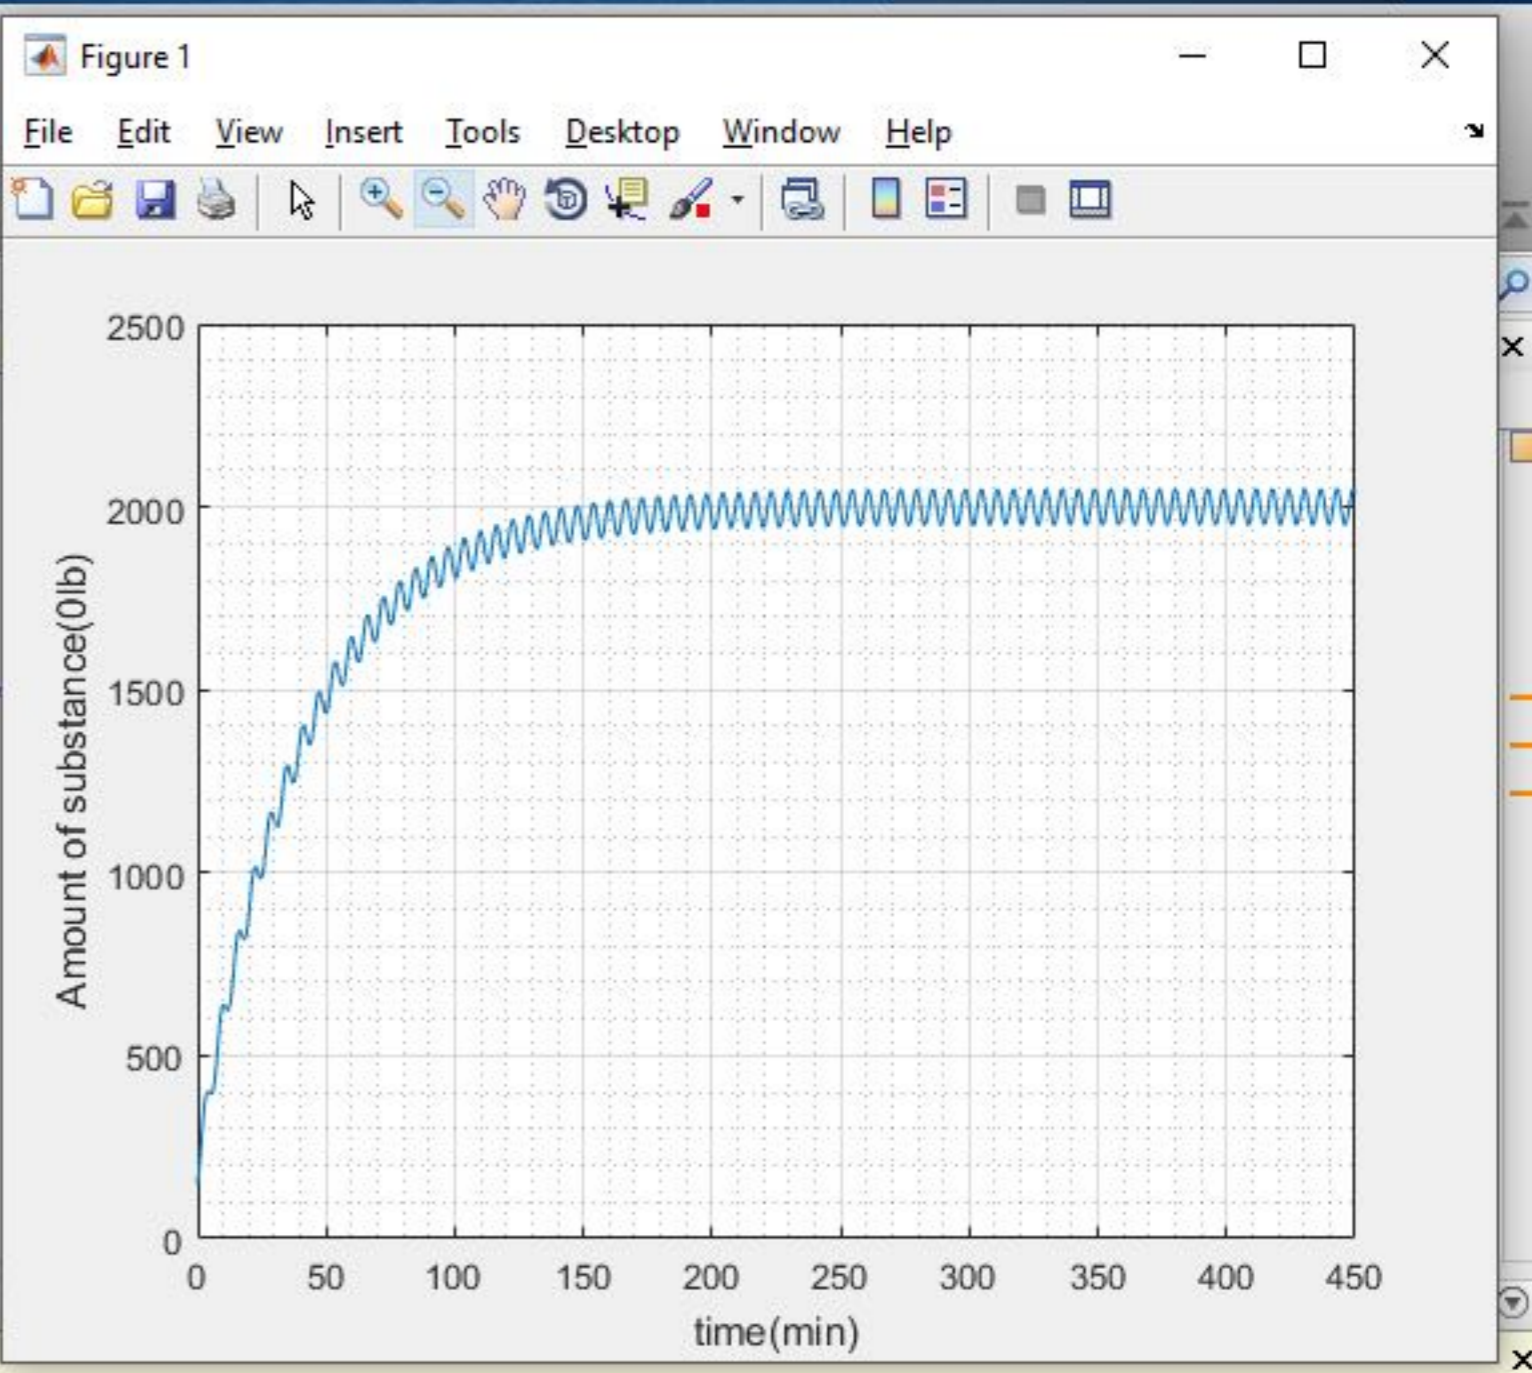 Figure 1
File Edit View Insert Tools Desktop Window Help
2500
2000
1500
1000
500
0
Amount of substance(0lb)
0 50 100 150 200 250 300 350 400 450
time(min)